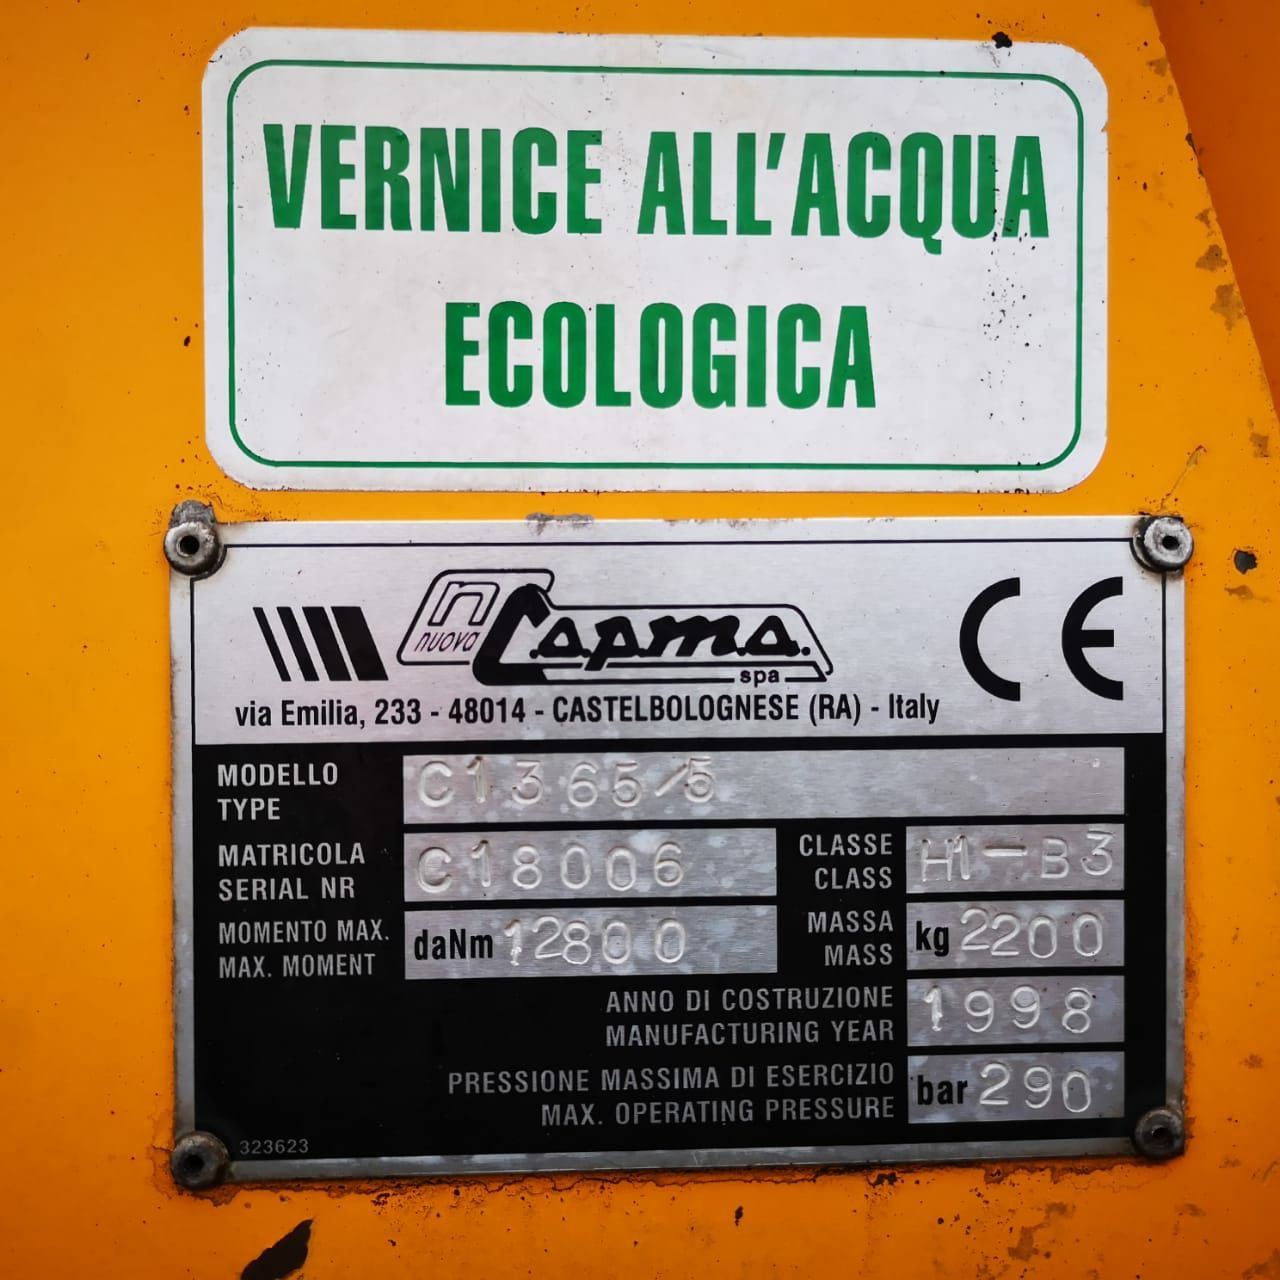 VERNICE ALL'ACQUA
ECOLOGICA
n nuova Copma. spa
CE
via Emilia, 233 - 48014 - CASTELBOLOGNESE (RA) - Italy
MODELLO
TYPE
C1365/5
MATRICOLA
SERIAL NR
C18006
CLASSE
CLASS
H1-B3
MOMENTO MAX.
MAX. MOMENT
daNm 12800
MASSA
MASS
kg 2200
ANNO DI COSTRUZIONE
MANUFACTURING YEAR
1998
PRESSIONE MASSIMA DI ESERCIZIO
MAX. OPERATING PRESSURE
bar 290
323623